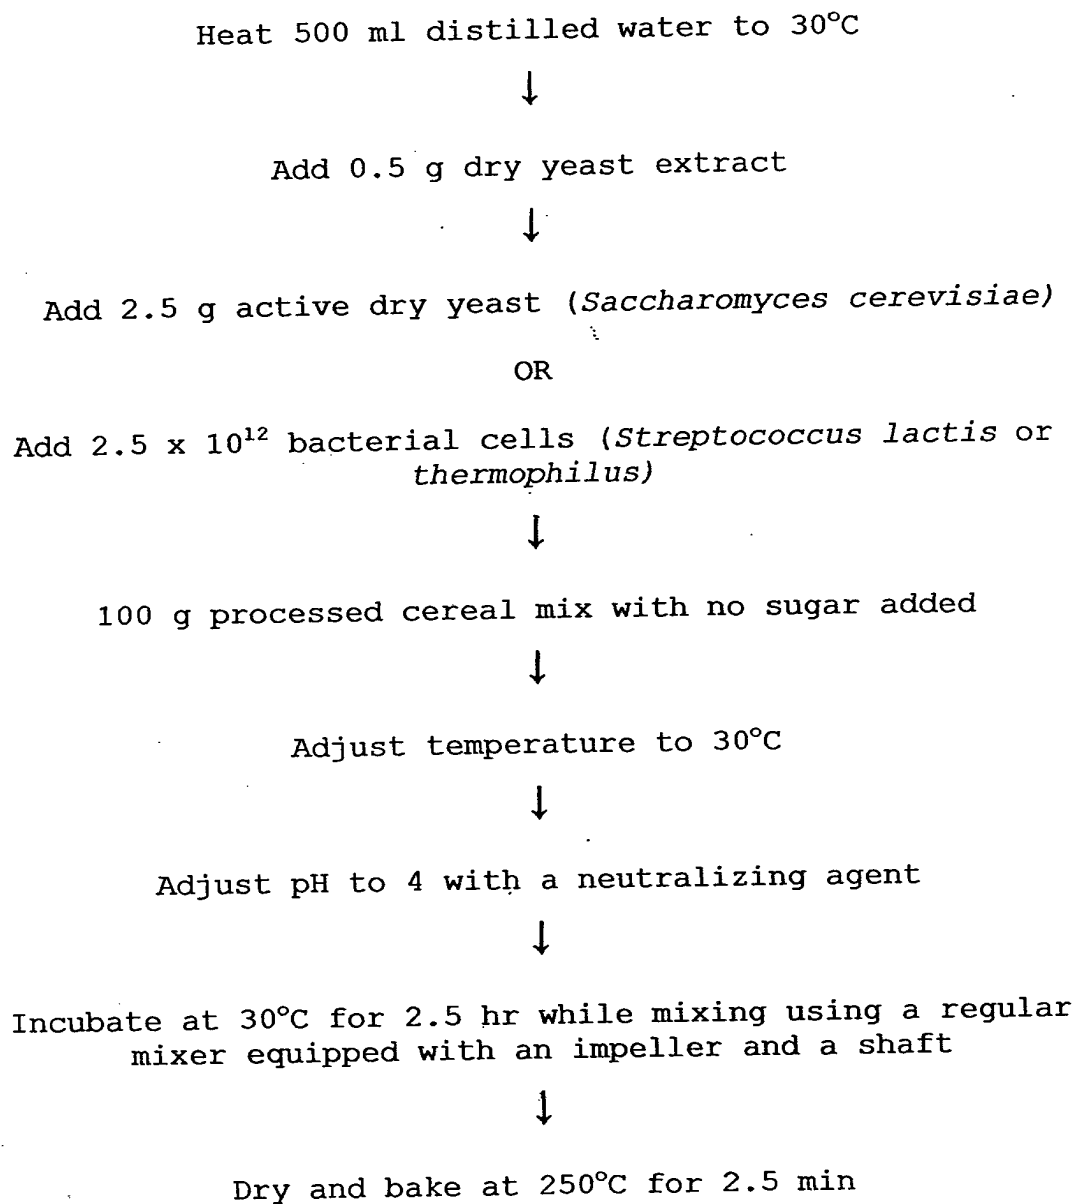 Heat 500 ml distilled water to 30°C
↓
Add 0.5 g dry yeast extract
↓
Add 2.5 g active dry yeast (Saccharomyces cerevisiae)
OR
Add 2.5 x 10¹² bacterial cells (Streptococcus lactis or
thermophilus)
↓
100 g processed cereal mix with no sugar added
↓
Adjust temperature to 30°C
↓
Adjust pH to 4 with a neutralizing agent
↓
Incubate at 30°C for 2.5 hr while mixing using a regular
mixer equipped with an impeller and a shaft
↓
Dry and bake at 250°C for 2.5 min